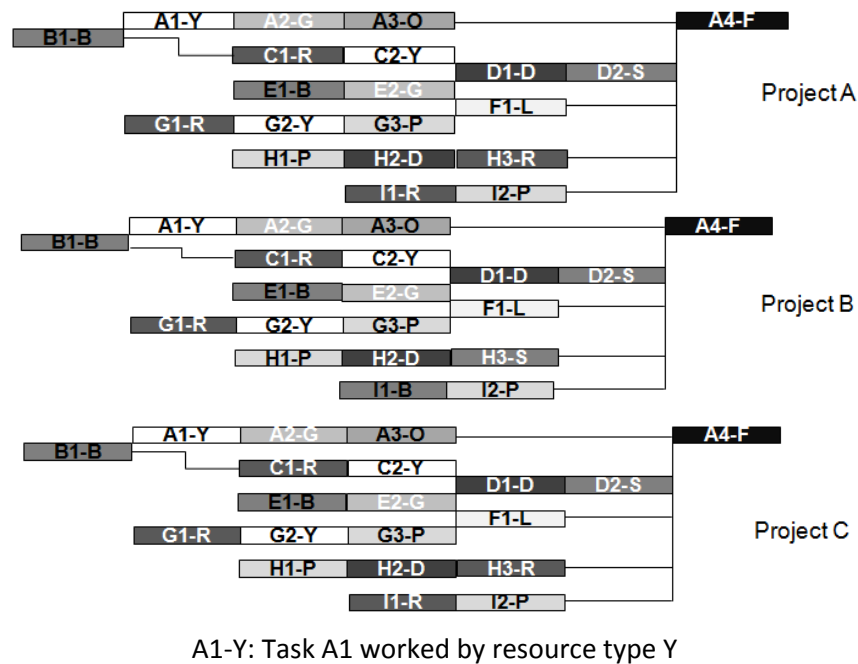 A1-Y A2-G A3-O A4-F
B1-B
C1-R C2-Y
D1-D D2-S
E1-B E2-G
Project A
F1-L
G1-R G2-Y G3-P
H1-P H2-D H3-R
I1-R I2-P
A1-Y A2-G A3-O A4-F
B1-B
C1-R C2-Y
D1-D D2-S
E1-B E2-G
F1-L
Project B
G1-R G2-Y G3-P
H1-P H2-D H3-S
I1-B I2-P
A1-Y A2-G A3-O A4-F
B1-B
C1-R C2-Y
D1-D D2-S
E1-B E2-G
F1-L
Project C
G1-R G2-Y G3-P
H1-P H2-D H3-R
I1-R I2-P
A1-Y: Task A1 worked by resource type Y